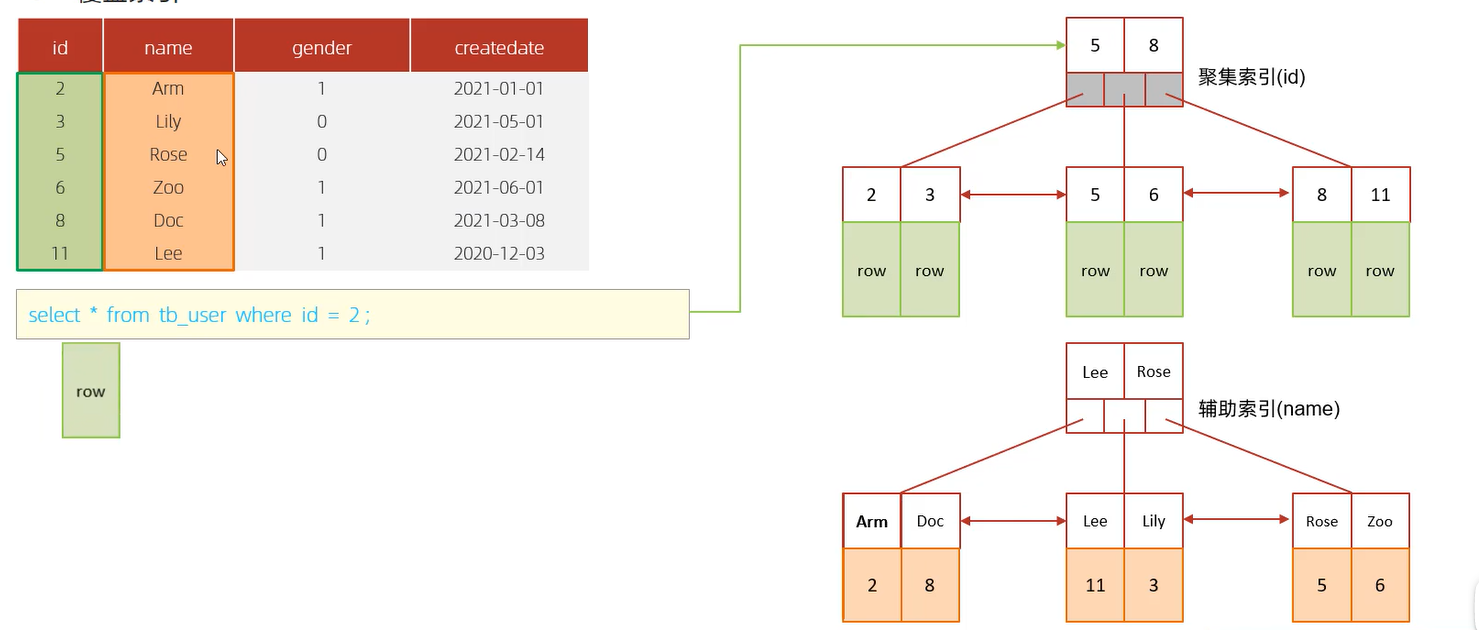 id name gender createdate
2 Arm 1 2021-01-01
3 Lily 0 2021-05-01
5 Rose 0 2021-02-14
6 Zoo 1 2021-06-01
8 Doc 1 2021-03-08
11 Lee 1 2020-12-03
select * from tb_user where id = 2 ;
row
5 8
聚集索引(id)
2 3 5 6 8 11
row row row row row row
Lee Rose
辅助索引(name)
Arm Doc Lee Lily Rose Zoo
2 8 11 3 5 6